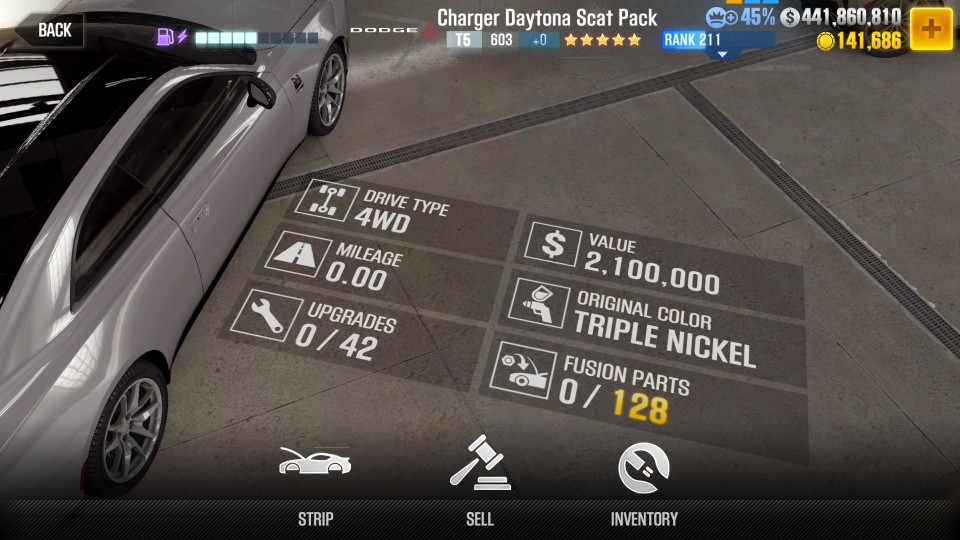 BACK
DODGE
Charger Daytona Scat Pack
T5 603 +0
RANK 211
45%
$ 441,860,810
141,686
DRIVE TYPE
4WD
MILEAGE
0.00
UPGRADES
0 / 42
$
VALUE
2,100,000
ORIGINAL COLOR
TRIPLE NICKEL
FUSION PARTS
0 / 128
STRIP
SELL
INVENTORY